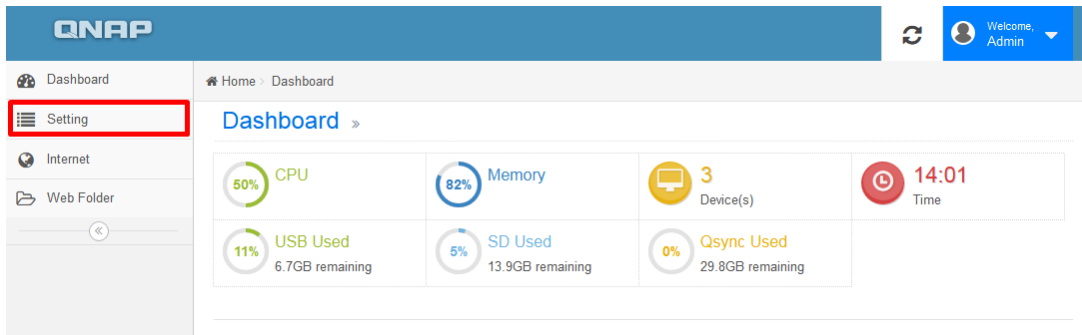 QNAP
Welcome,
Admin
Dashboard
Setting
Internet
Web Folder
Home > Dashboard
Dashboard »
50%
CPU
82%
Memory
3
Device(s)
14:01
Time
11%
USB Used
6.7GB remaining
5%
SD Used
13.9GB remaining
0%
Qsync Used
29.8GB remaining